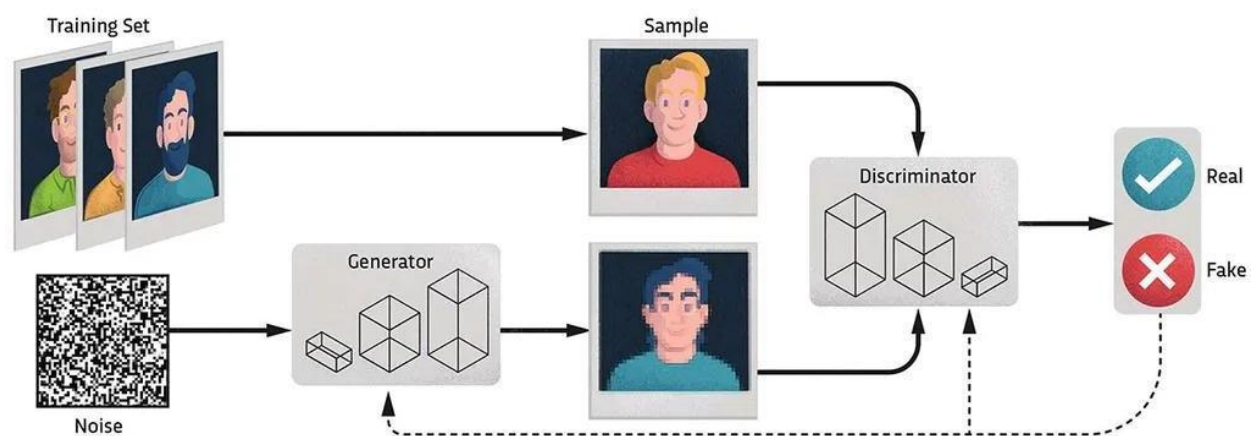 Training Set
Sample
Discriminator
Real
Generator
Fake
Noise